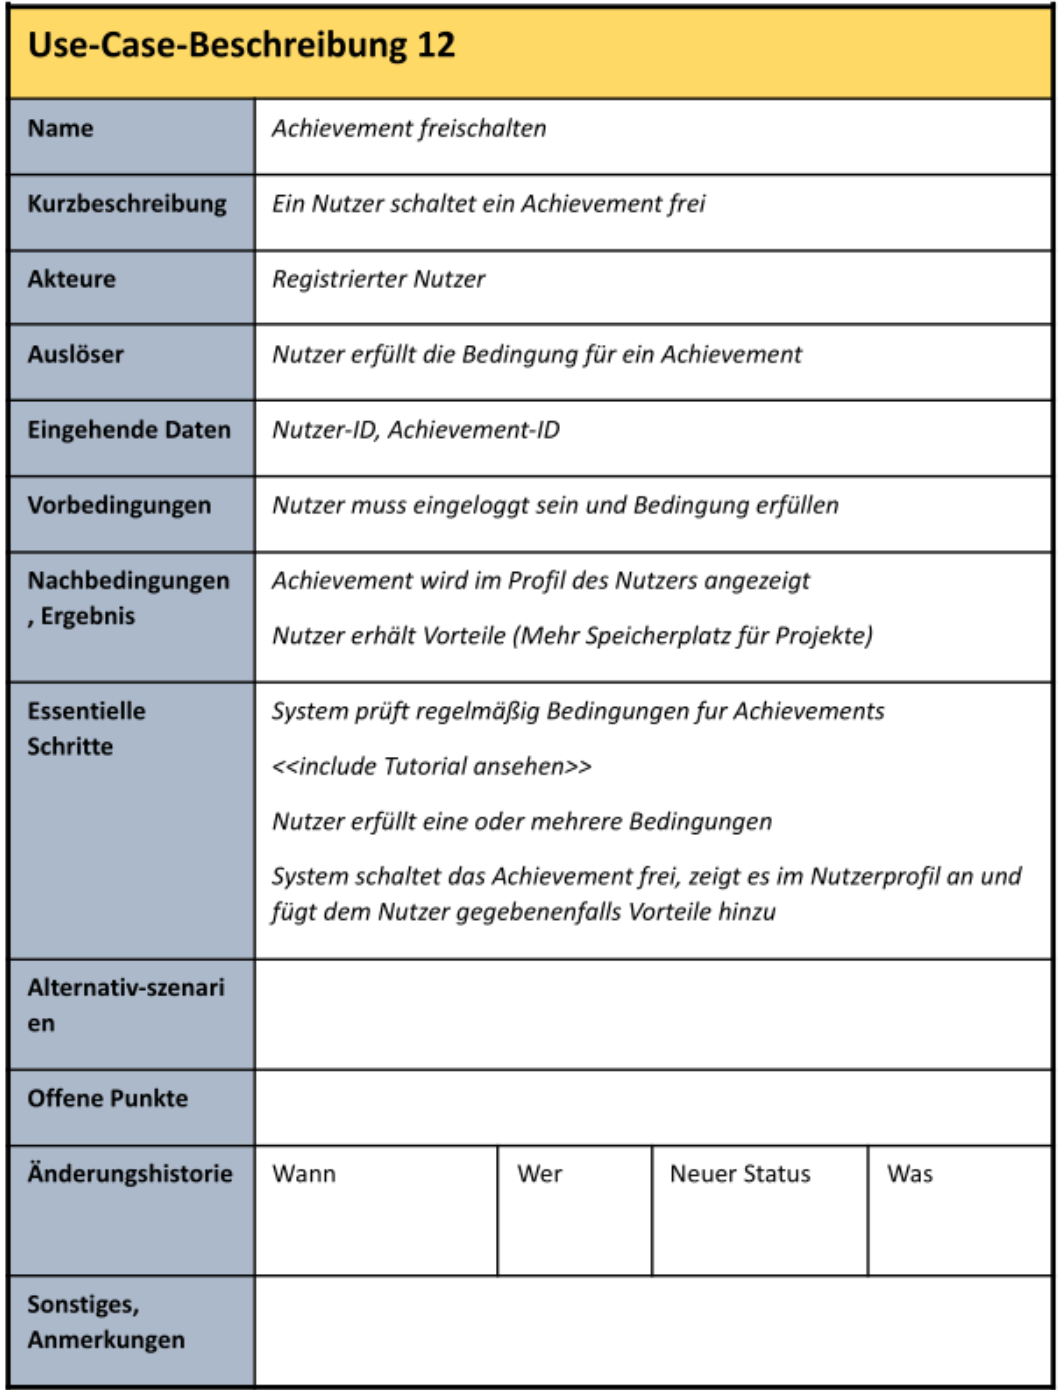 Use-Case-Beschreibung 12
Name
Achievement freischalten
Kurzbeschreibung
Ein Nutzer schaltet ein Achievement frei
Akteure
Registrierter Nutzer
Auslöser
Nutzer erfüllt die Bedingung für ein Achievement
Eingehende Daten
Nutzer-ID, Achievement-ID
Vorbedingungen
Nutzer muss eingeloggt sein und Bedingung erfüllen
Nachbedingungen
, Ergebnis
Achievement wird im Profil des Nutzers angezeigt
Nutzer erhält Vorteile (Mehr Speicherplatz für Projekte)
Essentielle
Schritte
System prüft regelmäßig Bedingungen fur Achievements
<<include Tutorial ansehen>>
Nutzer erfüllt eine oder mehrere Bedingungen
System schaltet das Achievement frei, zeigt es im Nutzerprofil an und
fügt dem Nutzer gegebenenfalls Vorteile hinzu
Alternativ-szenari
en
Offene Punkte
Änderungshistorie
Wann
Wer
Neuer Status
Was
Sonstiges,
Anmerkungen